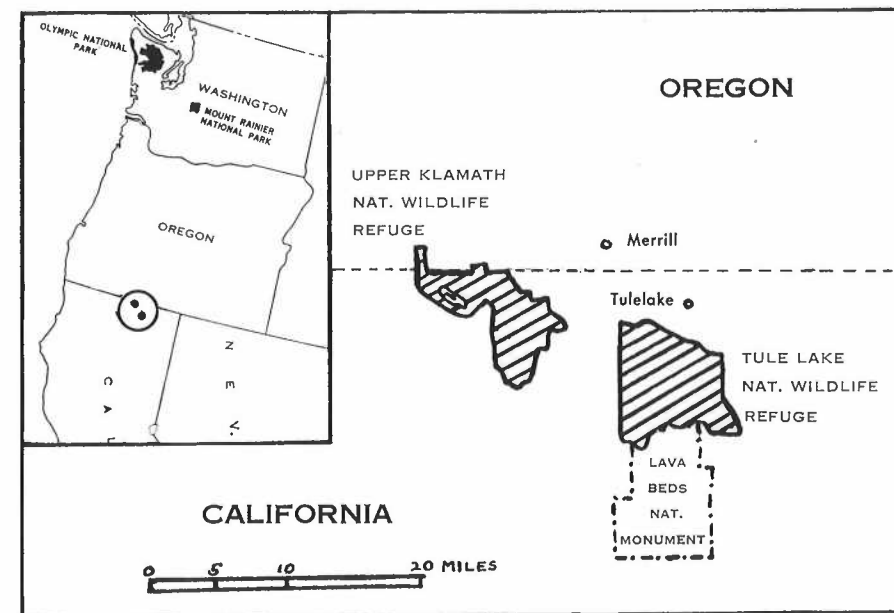 OLYMPIC NATIONAL
PARK
WASHINGTON
MOUNT RAINIER
NATIONAL PARK
OREGON
N E V.
C A L
OREGON
UPPER KLAMATH
NAT. WILDLIFE
REFUGE
Merrill
Tulelake
TULE LAKE
NAT. WILDLIFE
REFUGE
LAVA
BEDS
NAT.
MONUMENT
CALIFORNIA
0 5 10 20 MILES